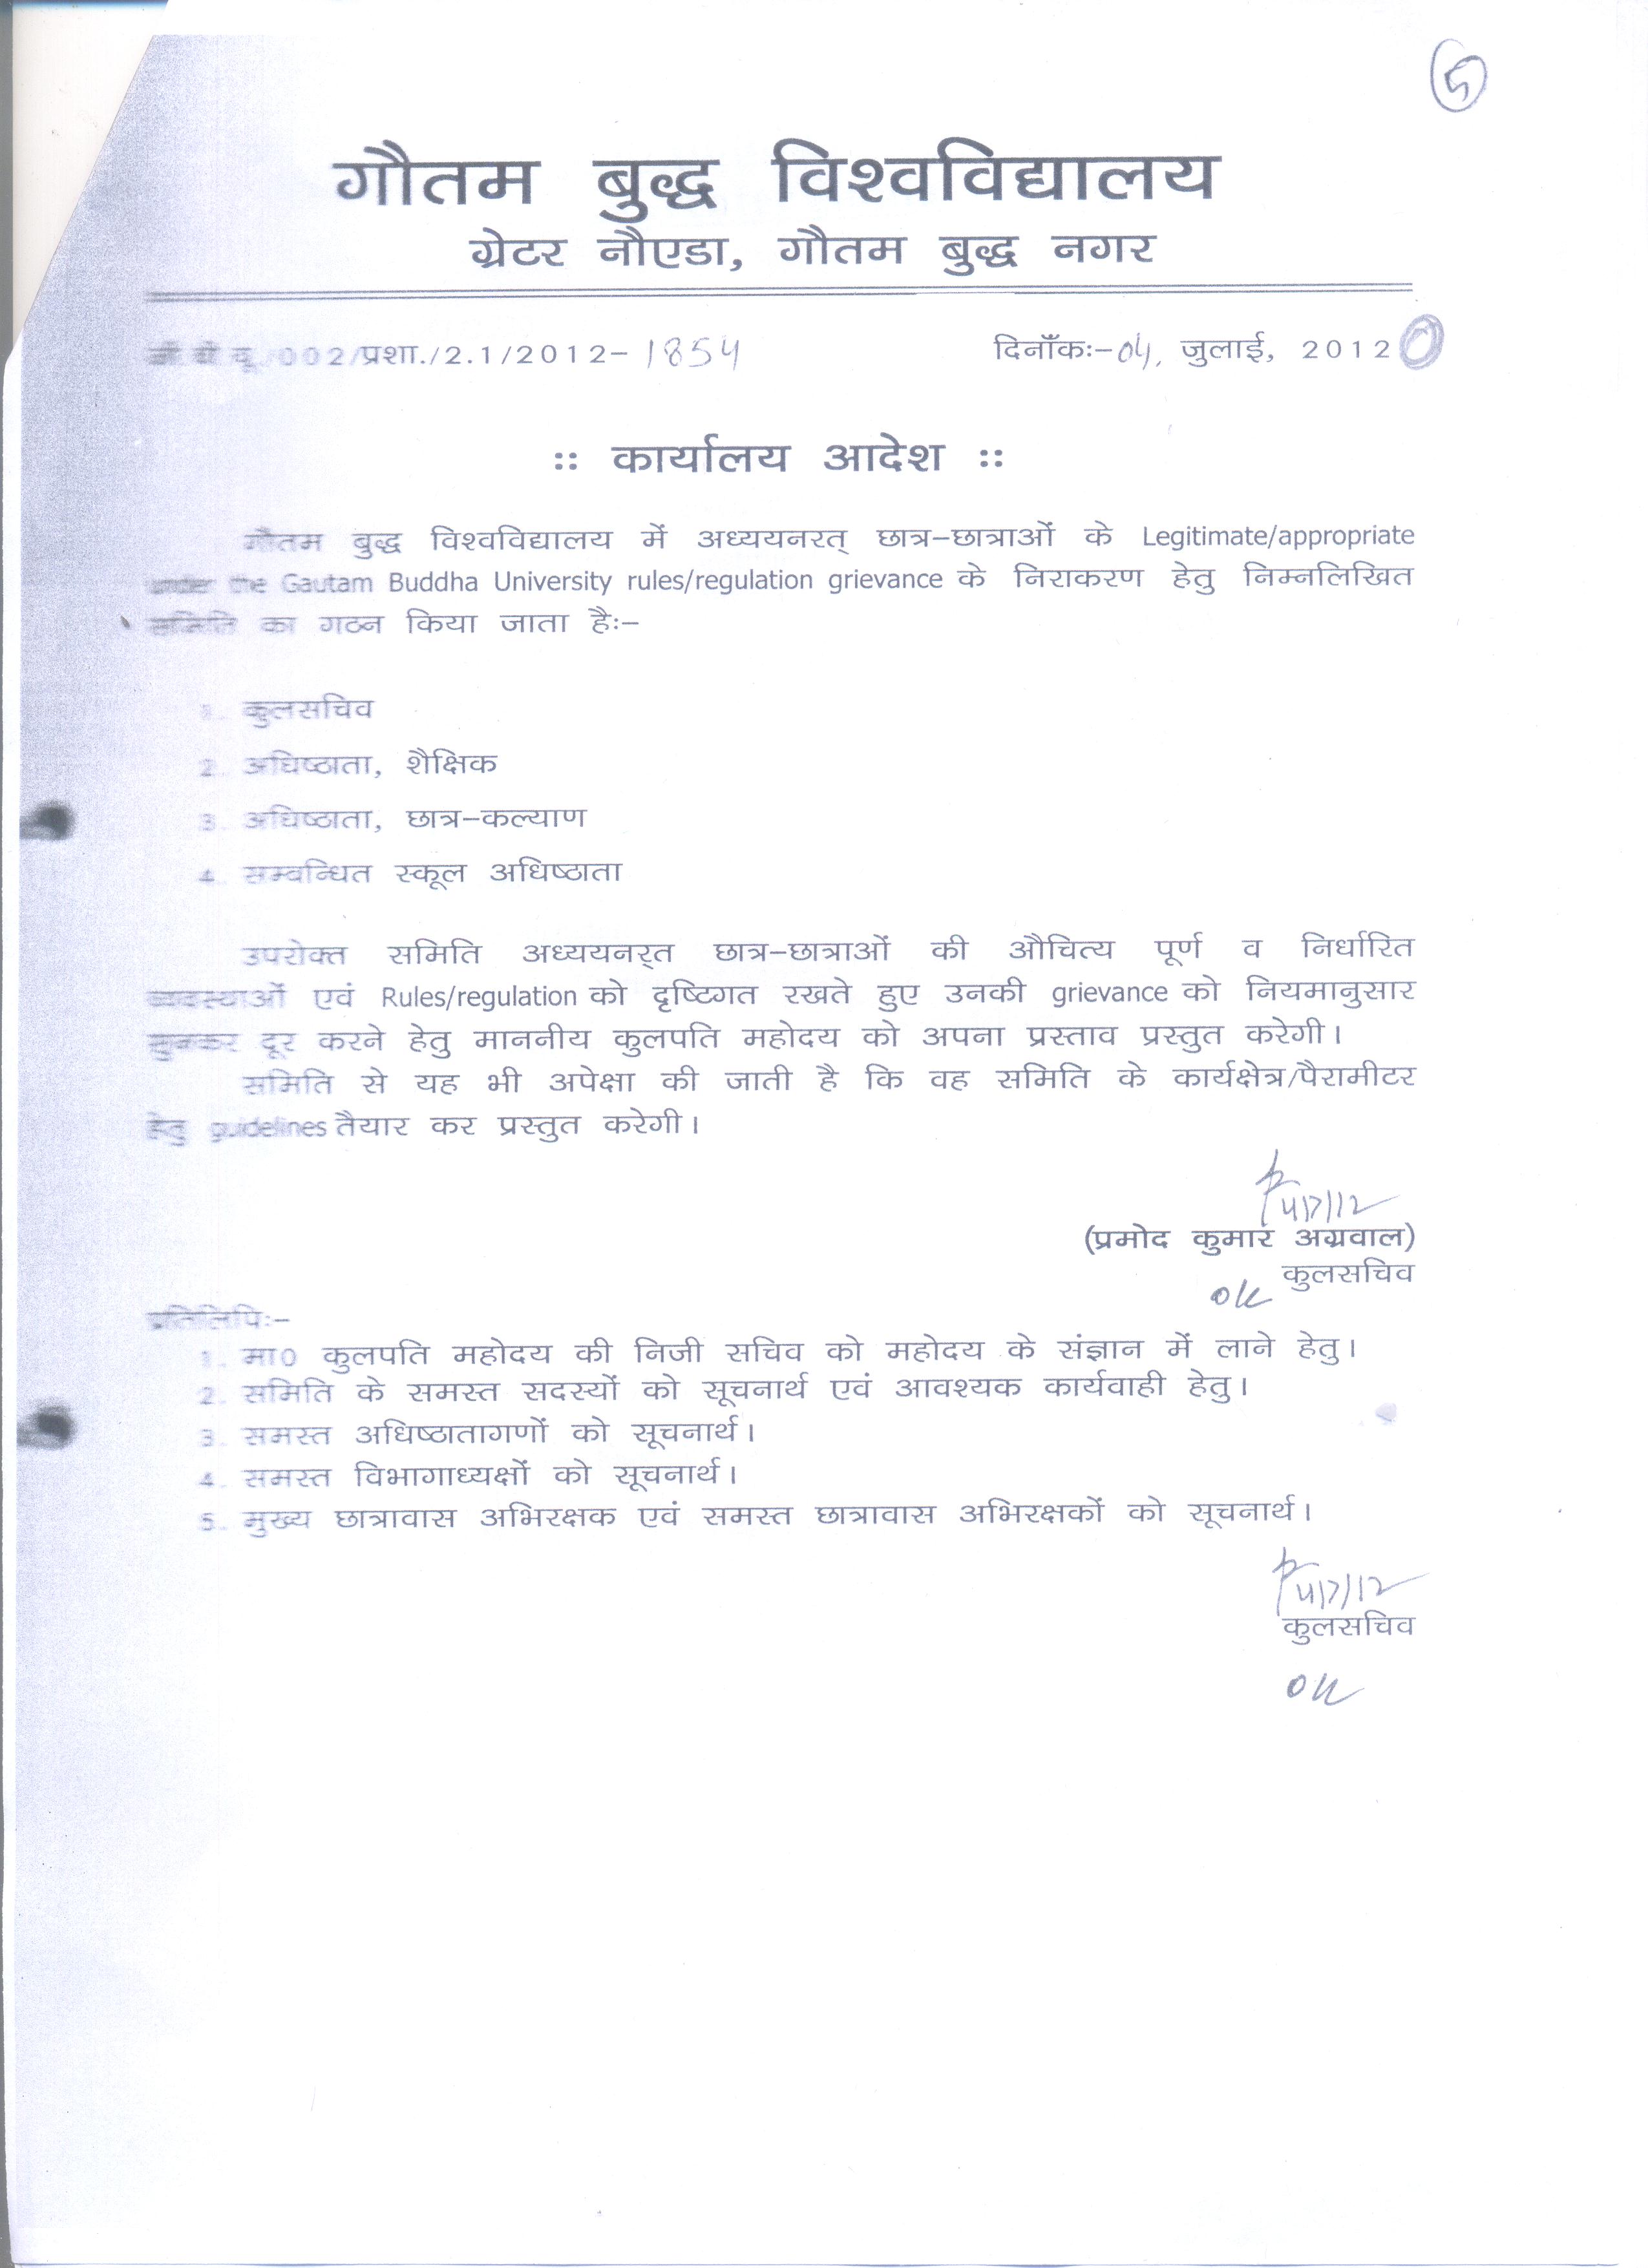 5
गौतम बुद्ध विश्वविद्यालय
ग्रेटर नौएडा, गौतम बुद्ध नगर
जी बी यू /002/प्रशा./2.1/2012- 1854 दिनाँकः- 04, जुलाई, 2012
:: कार्यालय आदेश ::
गौतम बुद्ध विश्वविद्यालय में अध्ययनरत् छात्र-छात्राओं के Legitimate/appropriate
under the Gautam Buddha University rules/regulation grievance के निराकरण हेतु निम्नलिखित
समिति का गठन किया जाता हैः-
1. कुलसचिव
2. अधिष्ठाता, शैक्षिक
3. अधिष्ठाता, छात्र-कल्याण
4. सम्बन्धित स्कूल अधिष्ठाता
उपरोक्त समिति अध्ययनर्त छात्र-छात्राओं की औचित्य पूर्ण व निर्धारित
व्यवस्थाओं एवं Rules/regulation को दृष्टिगत रखते हुए उनकी grievance को नियमानुसार
सुनकर दूर करने हेतु माननीय कुलपति महोदय को अपना प्रस्ताव प्रस्तुत करेगी।
समिति से यह भी अपेक्षा की जाती है कि वह समिति के कार्यक्षेत्र/पैरामीटर
हेतु guidelines तैयार कर प्रस्तुत करेगी।
4/7/12
(प्रमोद कुमार अग्रवाल)
कुलसचिव
प्रतिलिपिः-
1. मा0 कुलपति महोदय की निजी सचिव को महोदय के संज्ञान में लाने हेतु।
2. समिति के समस्त सदस्यों को सूचनार्थ एवं आवश्यक कार्यवाही हेतु।
3. समस्त अधिष्ठातागणों को सूचनार्थ।
4. समस्त विभागाध्यक्षों को सूचनार्थ।
5. मुख्य छात्रावास अभिरक्षक एवं समस्त छात्रावास अभिरक्षकों को सूचनार्थ।
4/7/12
कुलसचिव